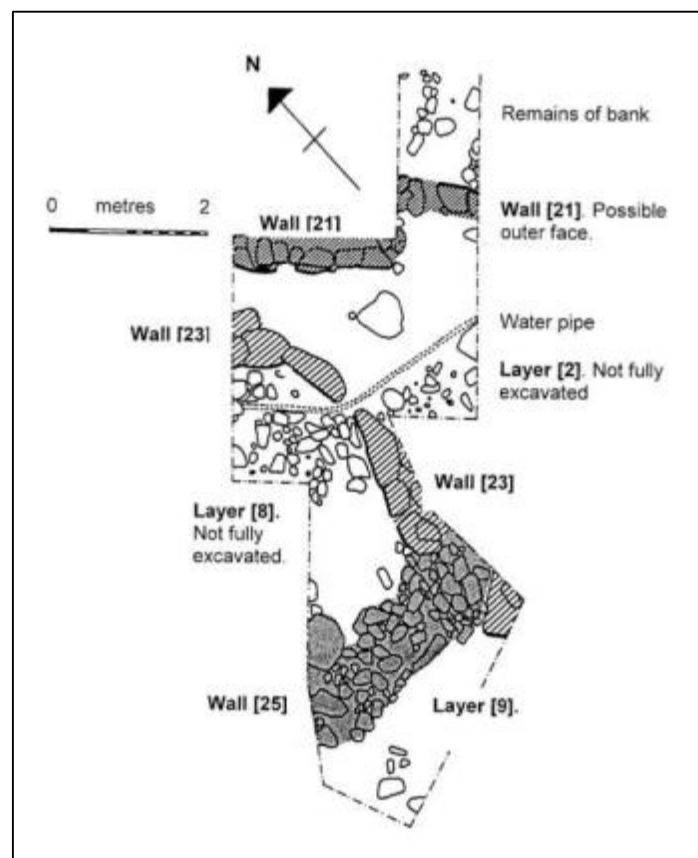 N
Remains of bank
0 metres 2
Wall [21]
Wall [21]. Possible
outer face.
Wall [23]
Water pipe
Layer [2]. Not fully
excavated
Wall [23]
Layer [8].
Not fully
excavated.
Wall [25]
Layer [9].